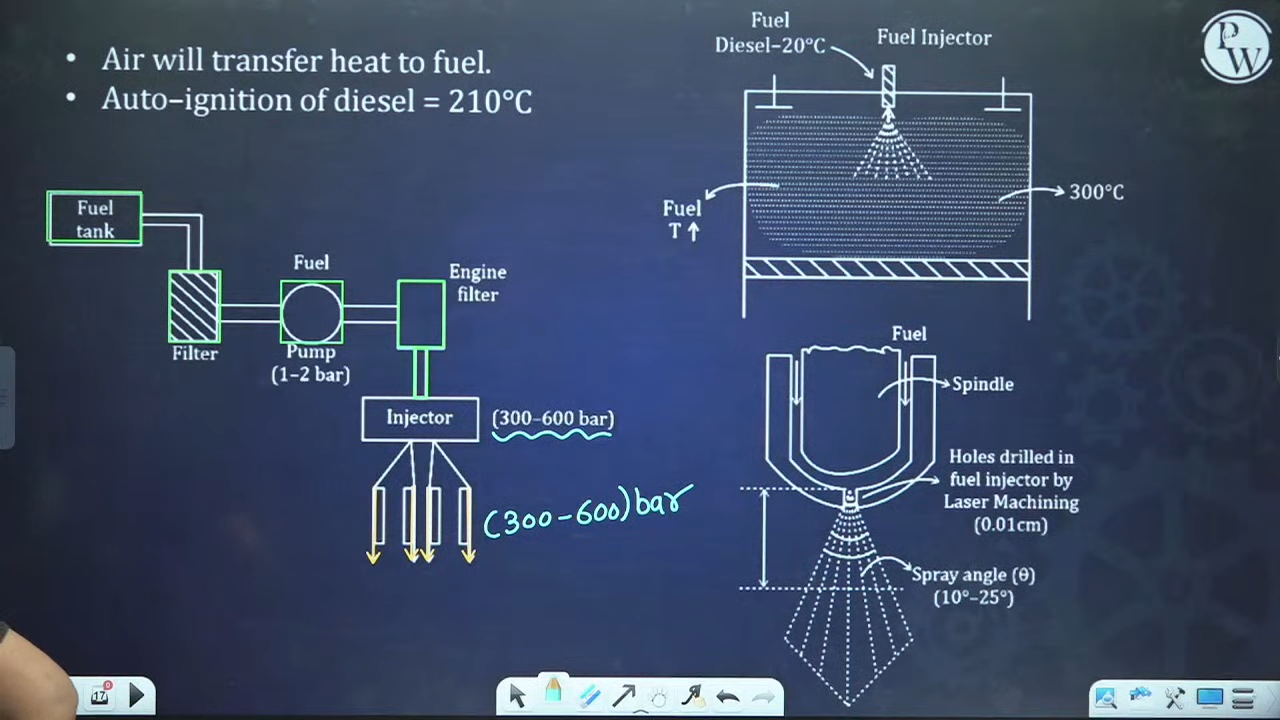 • Air will transfer heat to fuel.
• Auto–ignition of diesel = 210°C
Fuel
tank
Filter
Fuel
Pump
(1–2 bar)
Engine
filter
Injector
(300–600 bar)
(300–600) bar
Fuel
Diesel–20°C
Fuel Injector
Fuel
T ↑
300°C
Fuel
Spindle
Holes drilled in
fuel injector by
Laser Machining
(0.01cm)
Spray angle (θ)
(10°–25°)
PW
17